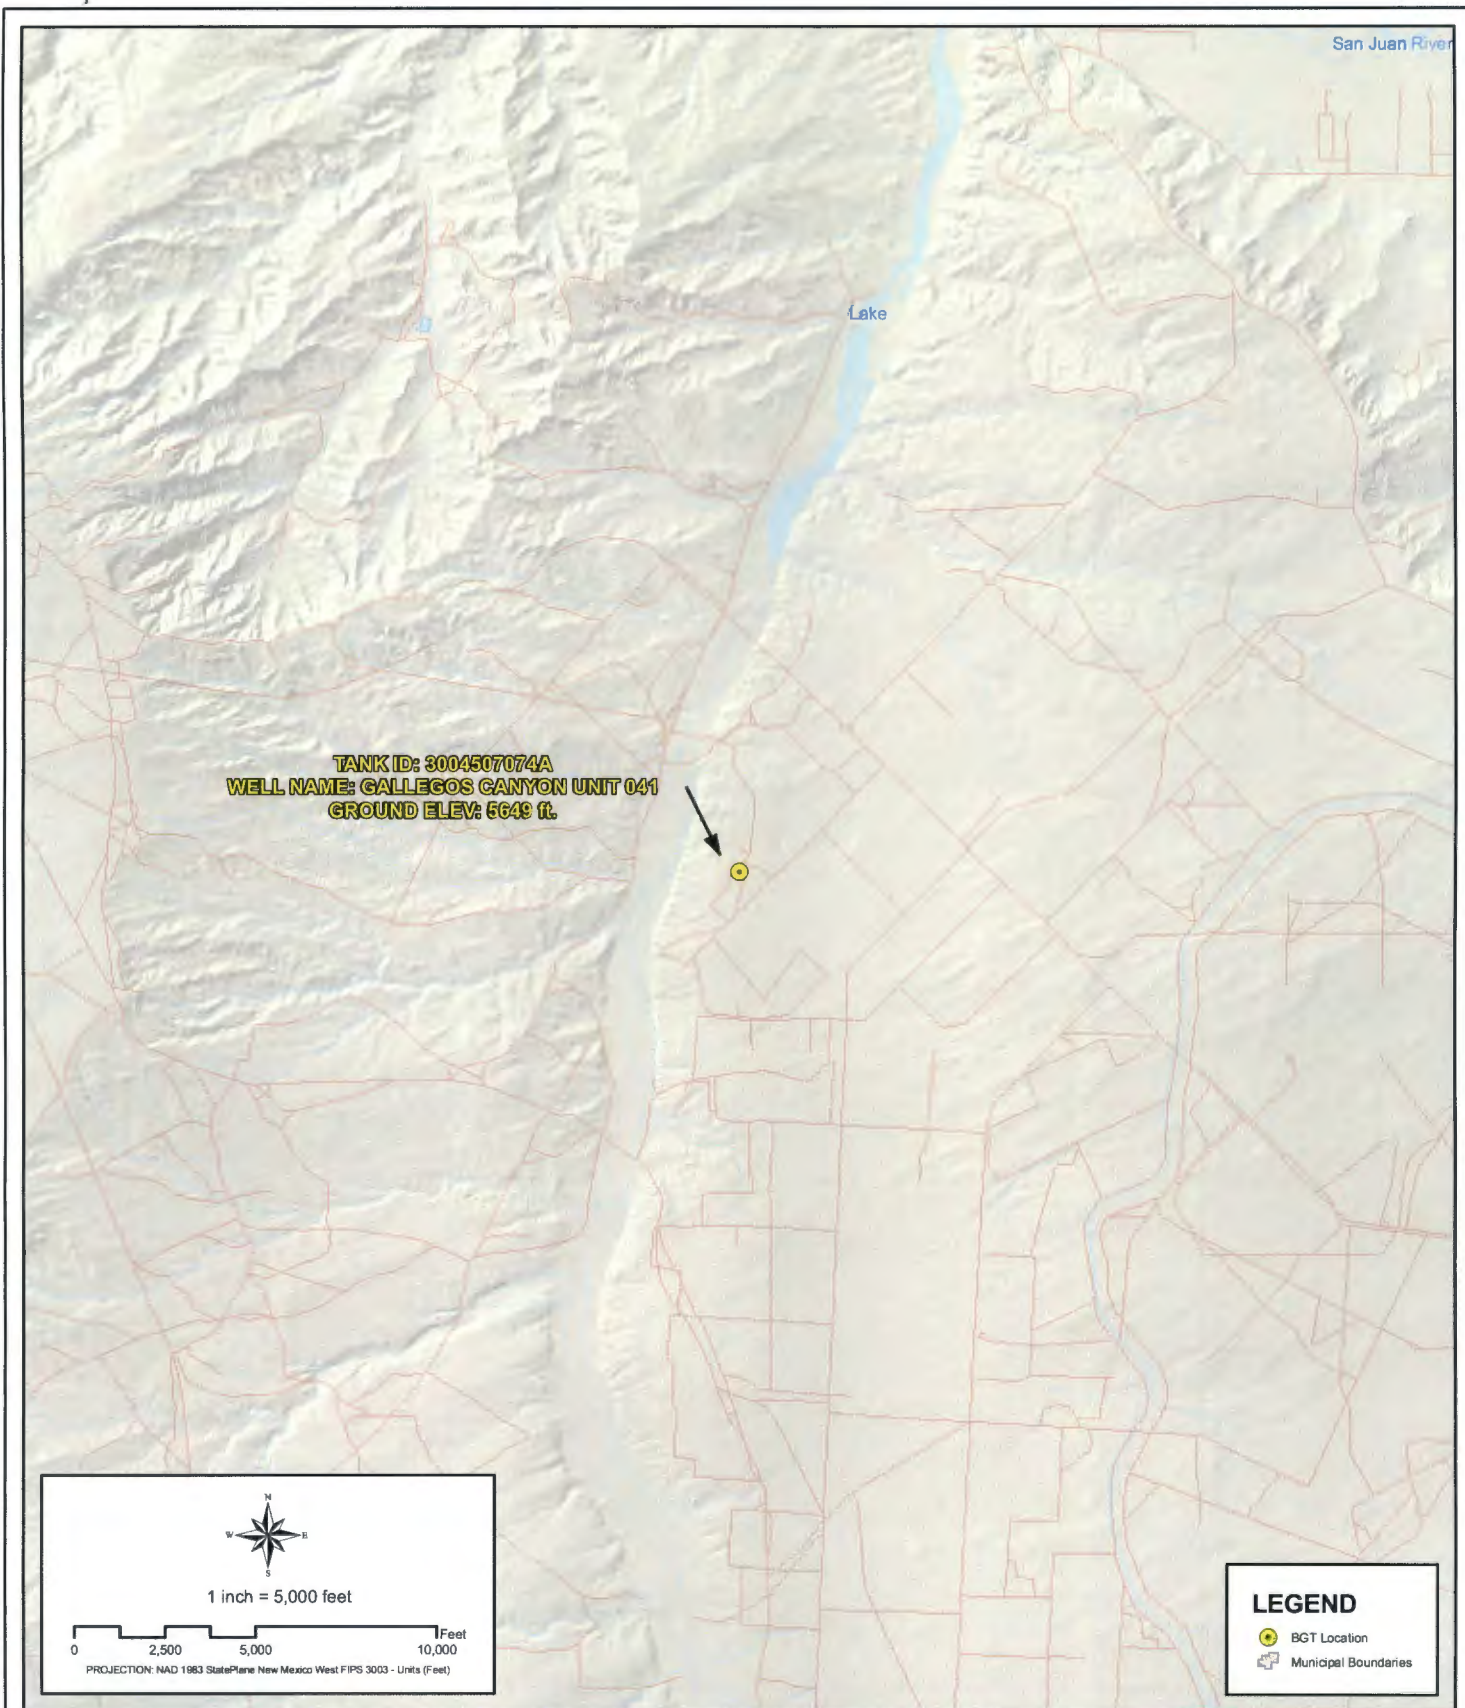 San Juan River
Lake
TANK ID: 3004507074A
WELL NAME: GALLEGOS CANYON UNIT 041
GROUND ELEV: 5649 ft.
N
W E
S
1 inch = 5,000 feet
Feet
0 2,500 5,000 10,000
PROJECTION: NAD 1983 StatePlane New Mexico West FIPS 3003 - Units (Feet)
LEGEND
BGT Location
Municipal Boundaries